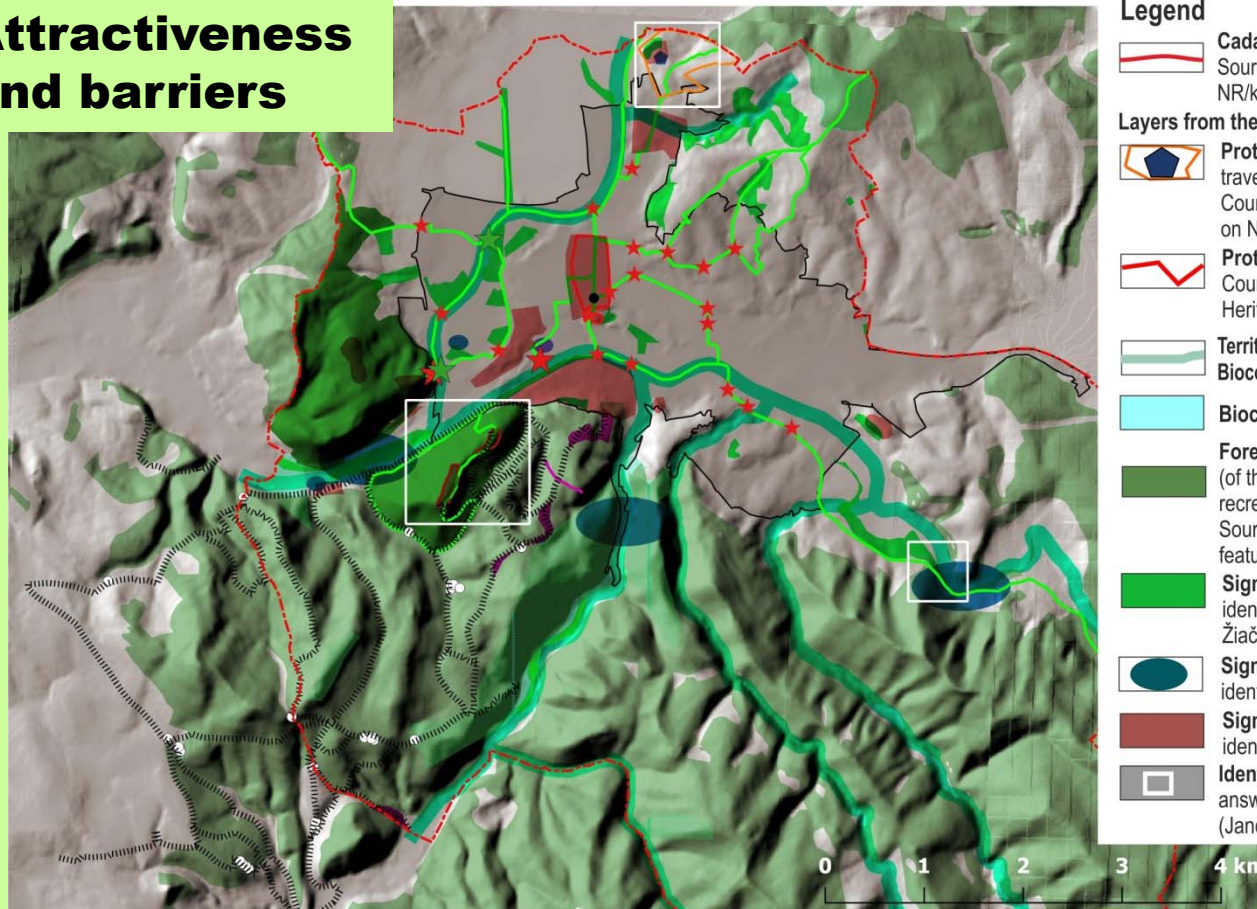 Attractiveness
and barriers
Legend
Cada
Sour
NR/k
Layers from the
Prot
trave
Cour
on N
Prot
Cour
Herit
Territ
Bioco
Bioc
Fore
(of th
recre
Sour
featu
Sign
iden
Žiač
Sign
iden
Sign
iden
Iden
answ
(Jan
0 1 2 3 4 km